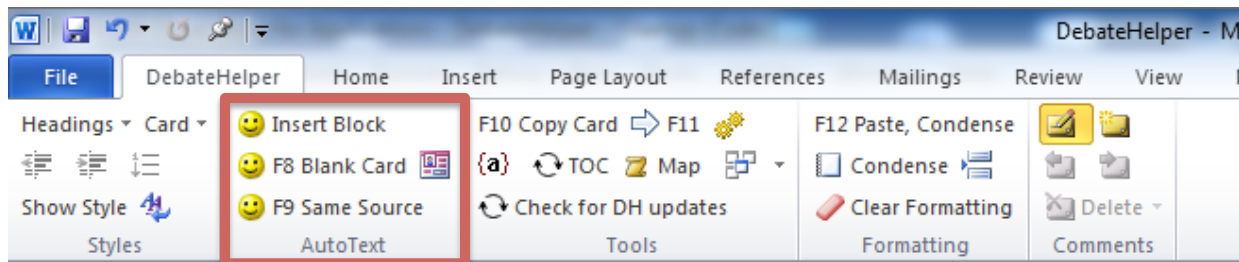 W DebateHelper - M
File DebateHelper Home Insert Page Layout References Mailings Review View
Headings Card Insert Block F10 Copy Card F11 F12 Paste, Condense
F8 Blank Card {a} TOC Map Condense
Show Style F9 Same Source Check for DH updates Clear Formatting Delete
Styles AutoText Tools Formatting Comments